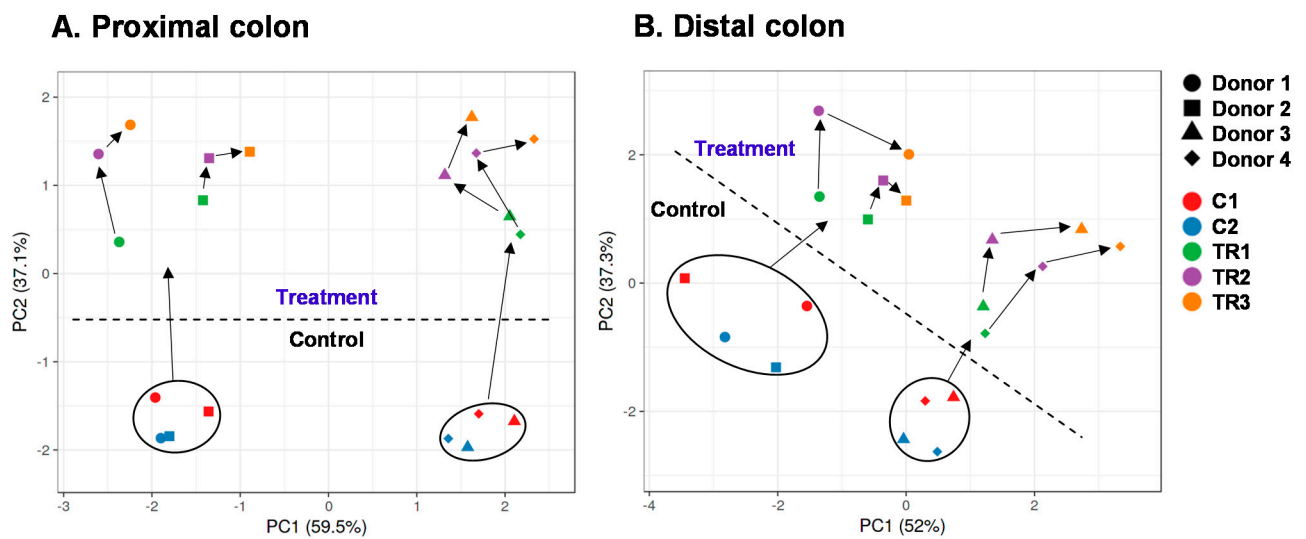 A. Proximal colon
2
1
0
-1
-2
-3
-2
-1
0
1
2
PC2 (37.1%)
PC1 (59.5%)
Treatment
Control
B. Distal colon
2
0
-2
-4
-2
0
2
PC2 (37.3%)
PC1 (52%)
Treatment
Control
Donor 1
Donor 2
Donor 3
Donor 4
C1
C2
TR1
TR2
TR3